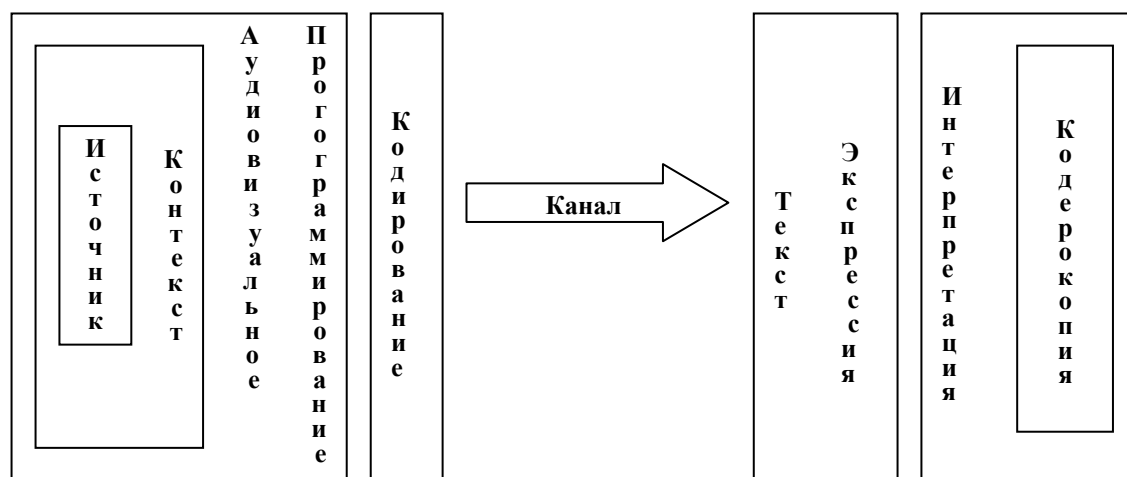 Источник
Контекст
Аудиовизуальное
Прогограммирование
Кодирование
Канал
Текст
Экспрессия
Интерпретация
Кодерокопия